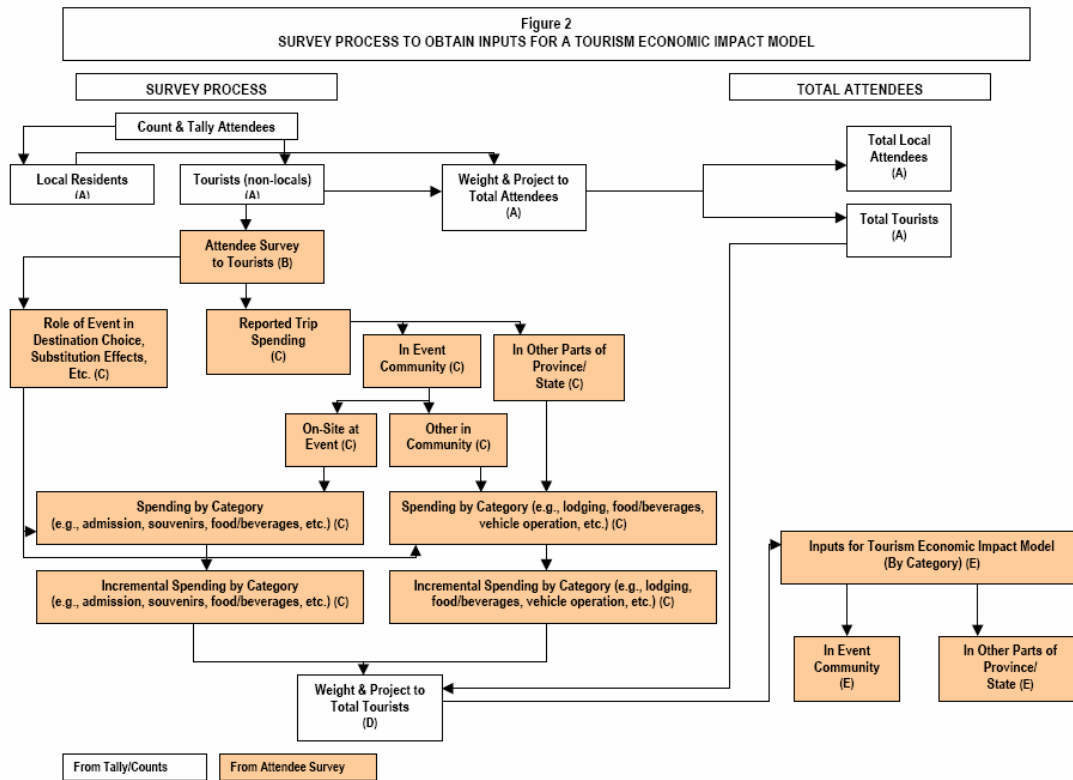 Figure 2
SURVEY PROCESS TO OBTAIN INPUTS FOR A TOURISM ECONOMIC IMPACT MODEL
SURVEY PROCESS
TOTAL ATTENDEES
Count & Tally Attendees
Local Residents
(A)
Tourists (non-locals)
(A)
Weight & Project to
Total Attendees
(A)
Total Local
Attendees
(A)
Total Tourists
(A)
Attendee Survey
to Tourists (B)
Role of Event in
Destination Choice,
Substitution Effects,
Etc. (C)
Reported Trip
Spending
(C)
In Event
Community (C)
In Other Parts of
Province/
State (C)
On-Site at
Event (C)
Other in
Community (C)
Spending by Category
(e.g., admission, souvenirs, food/beverages, etc.) (C)
Spending by Category (e.g., lodging, food/beverages,
vehicle operation, etc.) (C)
Incremental Spending by Category
(e.g., admission, souvenirs, food/beverages, etc.) (C)
Incremental Spending by Category (e.g., lodging,
food/beverages, vehicle operation, etc.) (C)
Inputs for Tourism Economic Impact Model
(By Category) (E)
In Event
Community
(E)
In Other Parts of
Province/
State (E)
Weight & Project to
Total Tourists
(D)
From Tally/Counts
From Attendee Survey